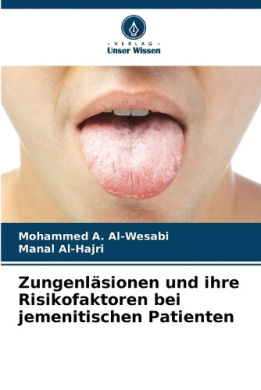 VERLAG
Unser Wissen
Mohammed A. Al-Wesabi
Manal Al-Hajri
Zungenläsionen und ihre
Risikofaktoren bei
jemenitischen Patienten